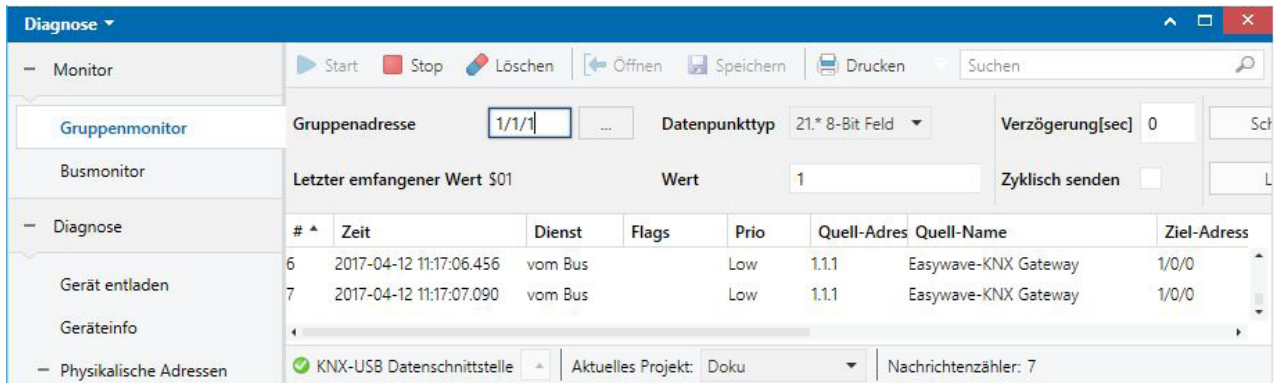 Diagnose
Monitor
Gruppenmonitor
Busmonitor
Diagnose
Gerät entladen
Geräteinfo
Physikalische Adressen
Start Stop Löschen Öffnen Speichern Drucken Suchen
Gruppenadresse 1/1/1 ... Datenpunkttyp 21.* 8-Bit Feld Verzögerung[sec] 0 Sch
Letzter emfangener Wert $01 Wert 1 Zyklisch senden L
# Zeit Dienst Flags Prio Quell-Adres Quell-Name Ziel-Adress
6 2017-04-12 11:17:06.456 vom Bus Low 1.1.1 Easywave-KNX Gateway 1/0/0
7 2017-04-12 11:17:07.090 vom Bus Low 1.1.1 Easywave-KNX Gateway 1/0/0
KNX-USB Datenschnittstelle Aktuelles Projekt: Doku Nachrichtenzähler: 7